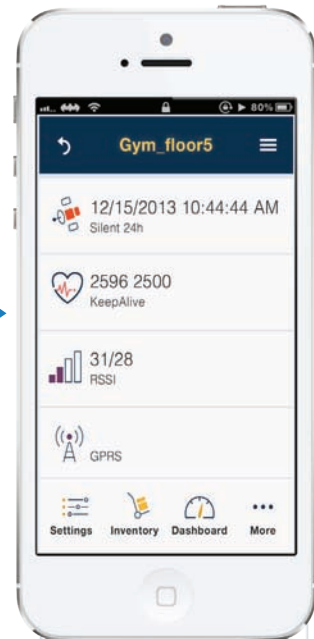 80%
Gym_floor5
12/15/2013 10:44:44 AM
Silent 24h
2596 2500
KeepAlive
31/28
RSSI
GPRS
Settings Inventory Dashboard More